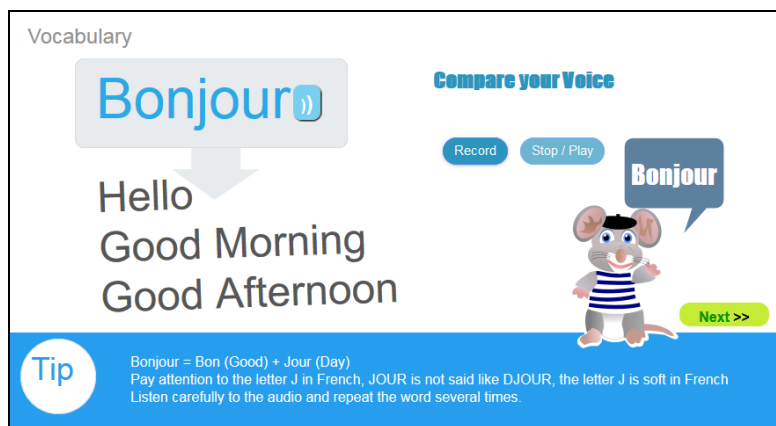 Vocabulary
Bonjour
Hello
Good Morning
Good Afternoon
Compare your Voice
Record
Stop / Play
Bonjour
Next >>
Tip
Bonjour = Bon (Good) + Jour (Day)
Pay attention to the letter J in French, JOUR is not said like DJOUR, the letter J is soft in French
Listen carefully to the audio and repeat the word several times.